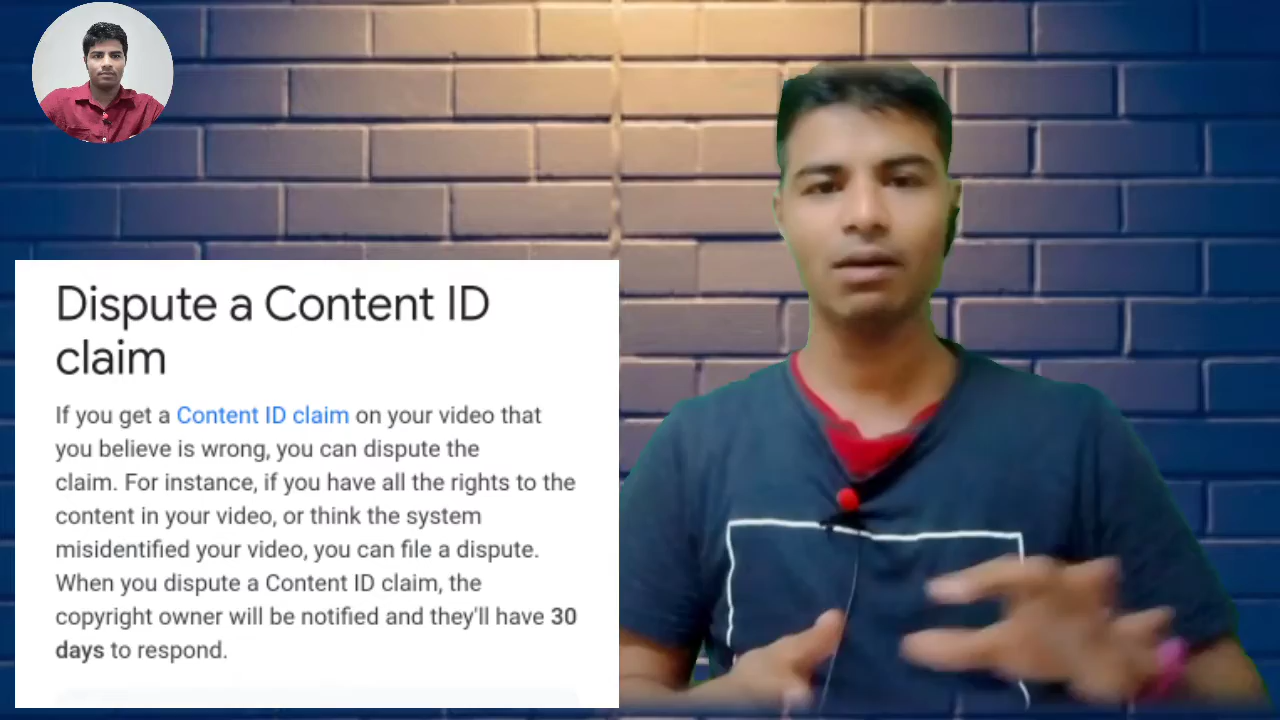 Dispute a Content ID
claim
If you get a Content ID claim on your video that
you believe is wrong, you can dispute the
claim. For instance, if you have all the rights to the
content in your video, or think the system
misidentified your video, you can file a dispute.
When you dispute a Content ID claim, the
copyright owner will be notified and they'll have 30
days to respond.